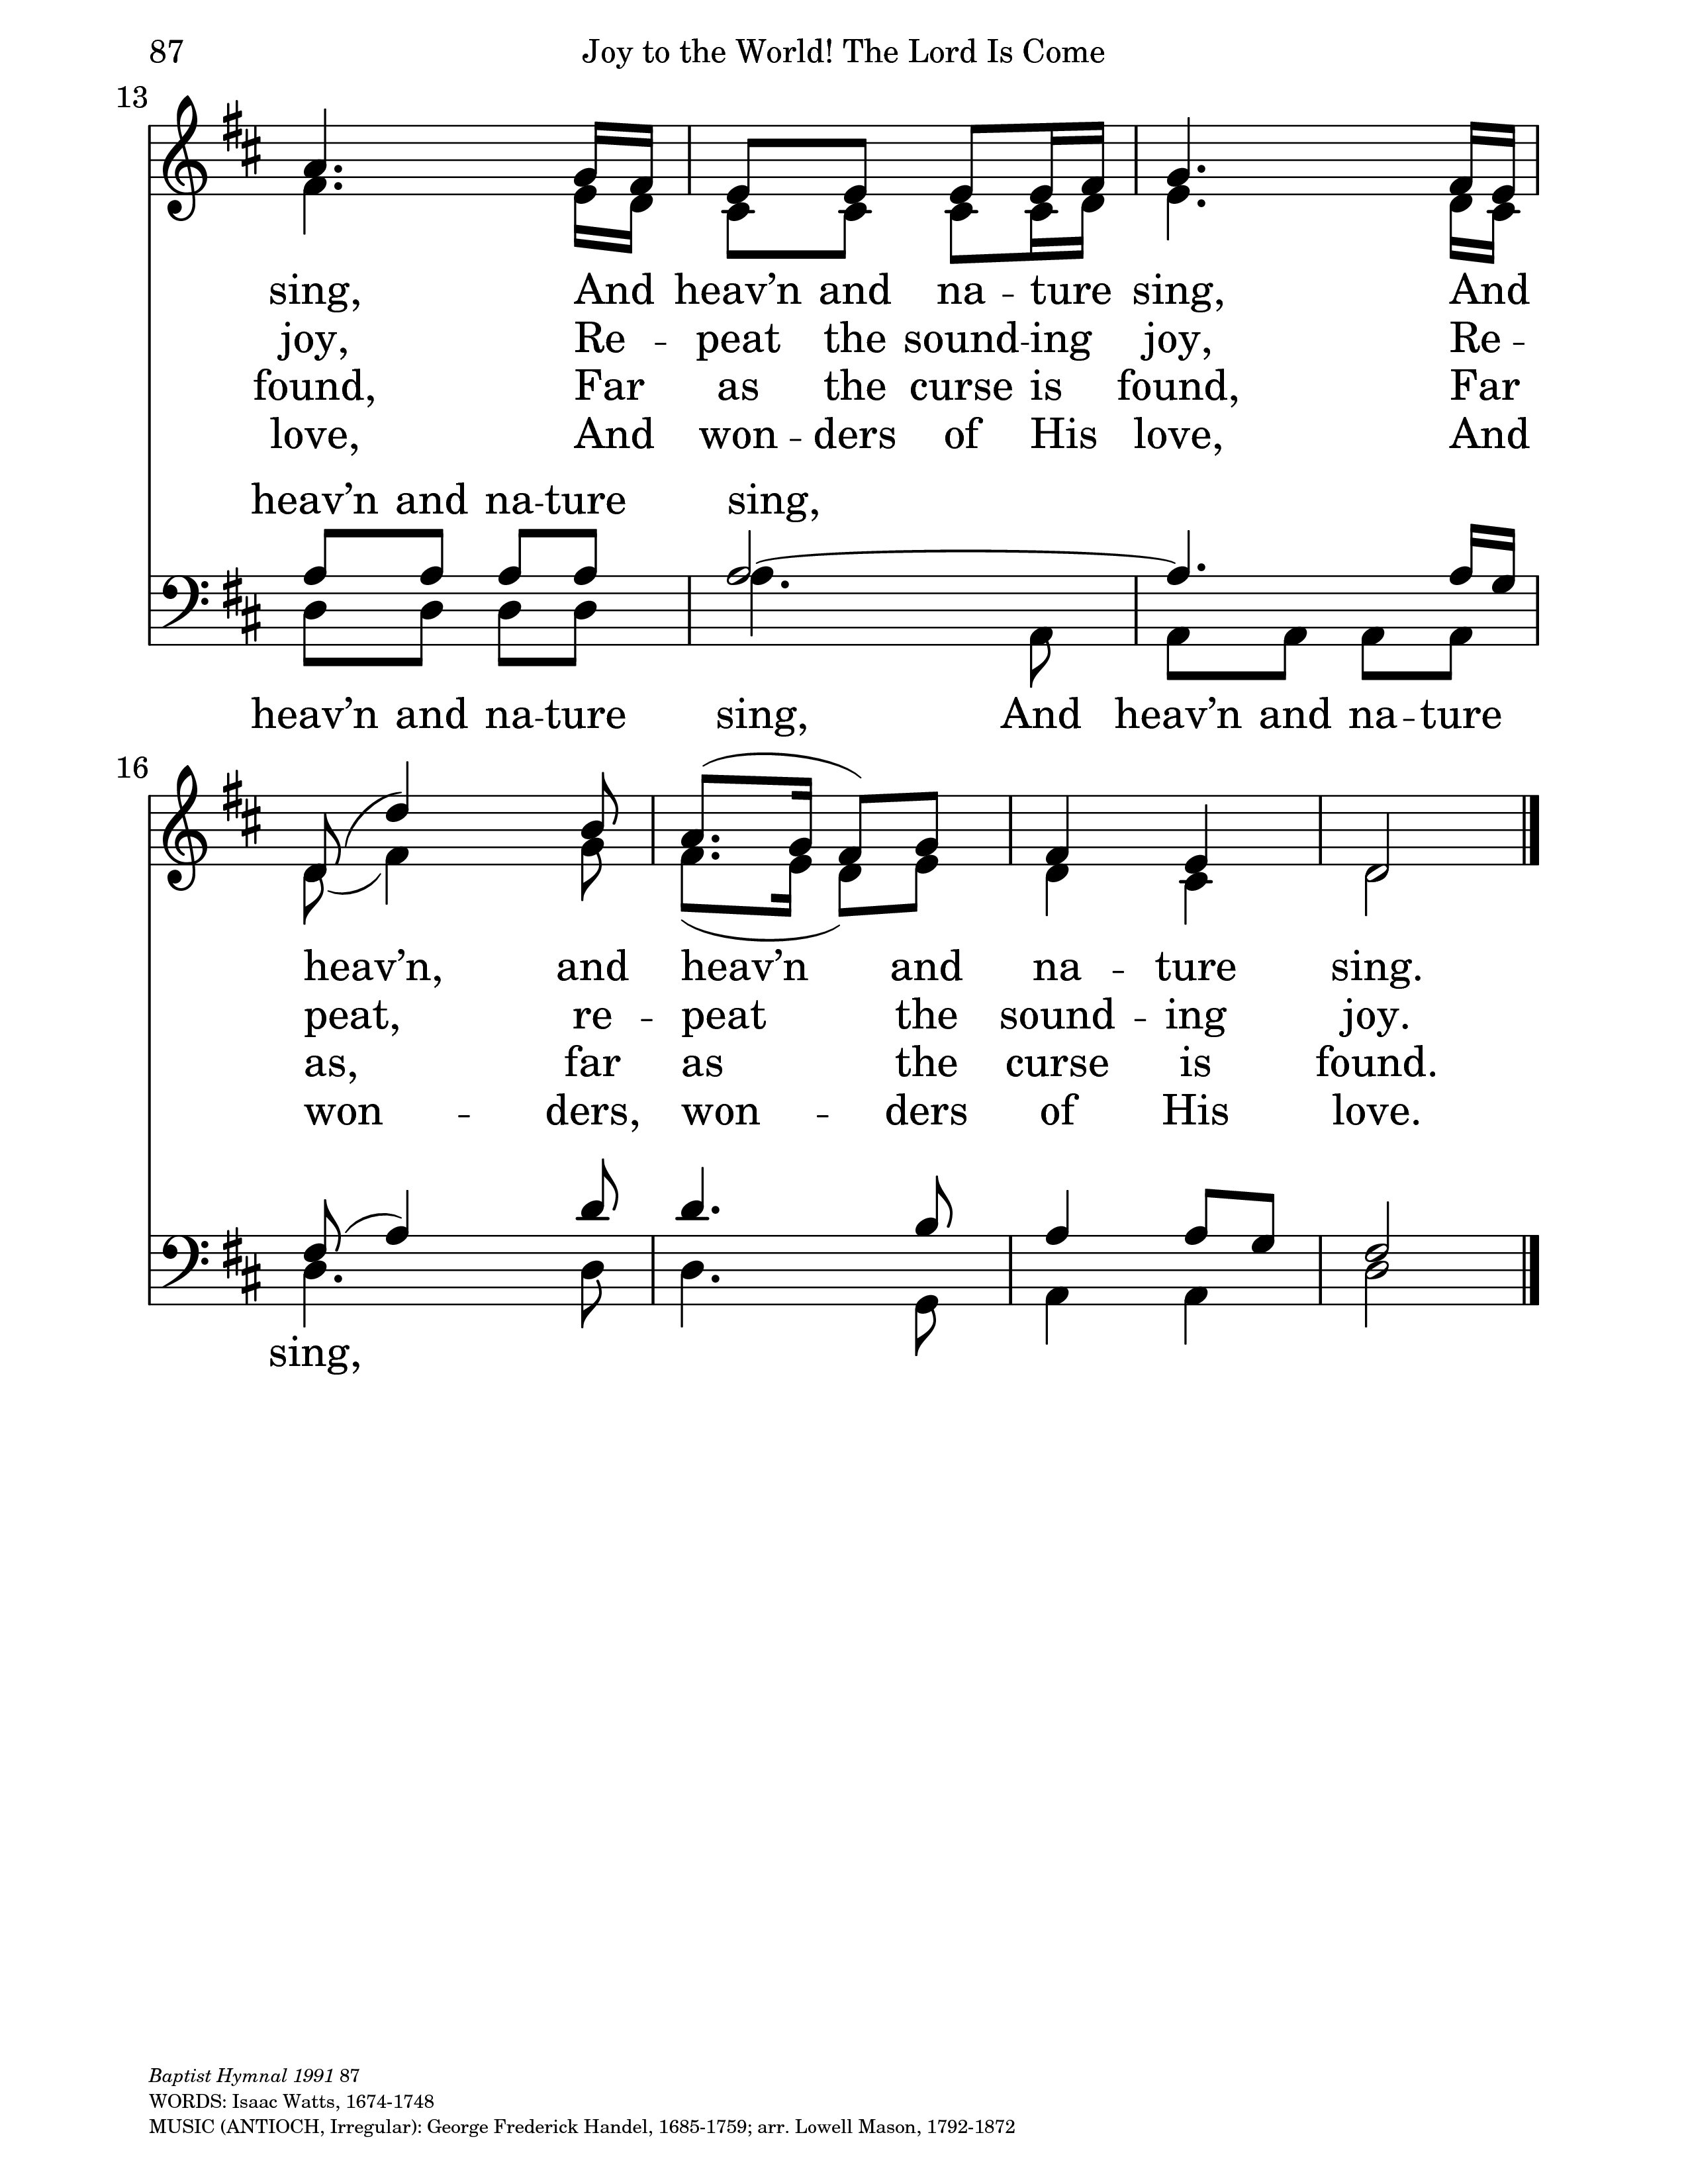 87 Joy to the World! The Lord Is Come
13
sing, And heav’n and na -- ture sing, And
joy, Re -- peat the sound -- ing joy, Re --
found, Far as the curse is found, Far
love, And won -- ders of His love, And
heav’n and na -- ture sing,
heav’n and na -- ture sing, And heav’n and na -- ture
16
heav’n, and heav’n and na -- ture sing.
peat, re -- peat the sound -- ing joy.
as, far as the curse is found.
won -- ders, won -- ders of His love.
sing,
Baptist Hymnal 1991 87
WORDS: Isaac Watts, 1674-1748
MUSIC (ANTIOCH, Irregular): George Frederick Handel, 1685-1759; arr. Lowell Mason, 1792-1872